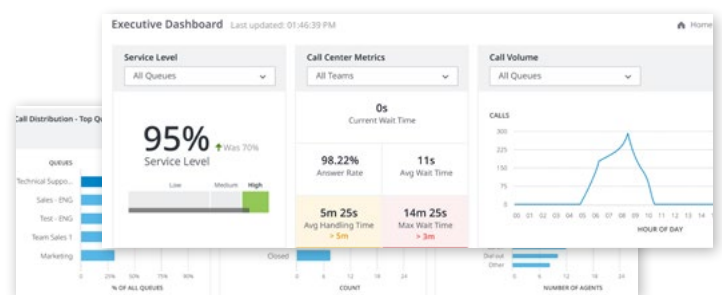 Executive Dashboard Last updated: 01:46:39 PM
Home
Service Level
All Queues
95%
Was 70%
Service Level
Low Medium High
Call Center Metrics
All Teams
0s
Current Wait Time
98.22%
Answer Rate
11s
Avg Wait Time
5m 25s
Avg Handling Time
> 5m
14m 25s
Max Wait Time
> 3m
Call Volume
All Queues
CALLS
300
225
150
75
0
00 01 02 03 04 05 06 07 08 09 10 11 12 13 14
HOUR OF DAY
Call Distribution - Top Qu
QUEUES
Technical Suppo...
Sales - ENG
Test - ENG
Team Sales 1
Marketing
0 25% 50% 75% 90%
% OF ALL QUEUES
Closed
0 6 12 18 24
COUNT
Dial out
Other
0 6 12 18 24
NUMBER OF AGENTS